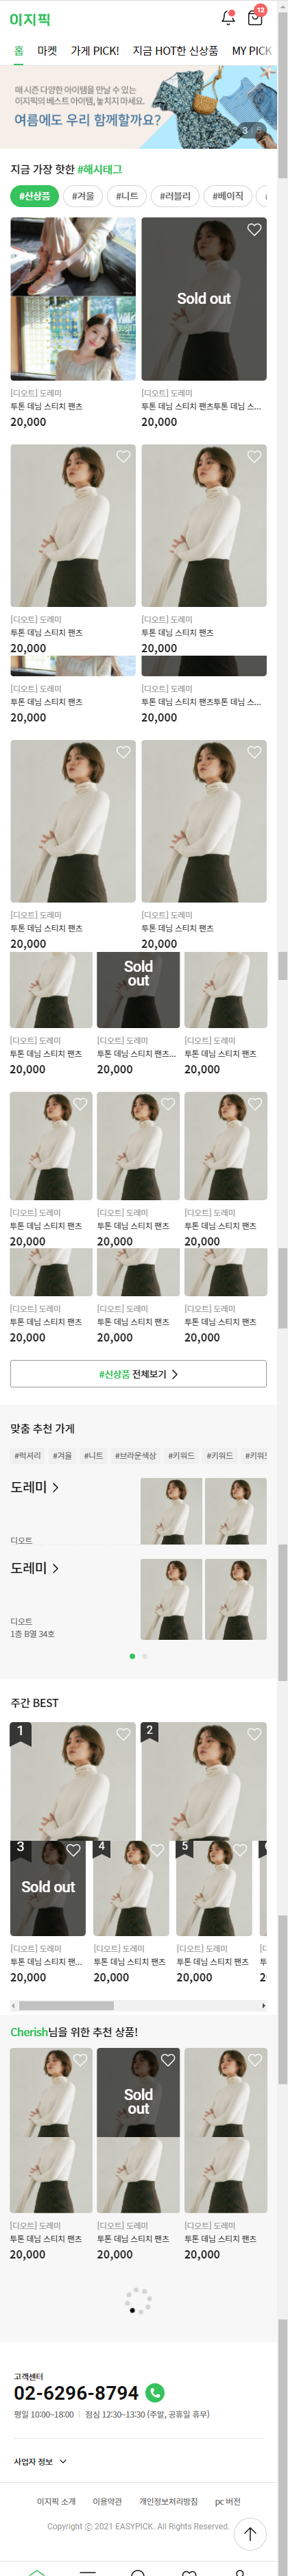 이지픽
12
홈 마켓 가게 PICK! 지금 HOT한 신상품 MY PICK
매 시즌 다양한 아이템을 만날 수 있는
이지픽의 베스트 아이템, 놓치지 마세요.
여름에도 우리 함께할까요?
3
지금 가장 핫한 #해시태그
#신상품 #겨울 #니트 #러블리 #베이직
Sold out
[디오트] 도레미 [디오트] 도레미
투톤 데님 스티치 팬츠 투톤 데님 스티치 팬츠투톤 데님 스...
20,000 20,000
[디오트] 도레미 [디오트] 도레미
투톤 데님 스티치 팬츠 투톤 데님 스티치 팬츠
20,000 20,000
[디오트] 도레미 [디오트] 도레미
투톤 데님 스티치 팬츠 투톤 데님 스티치 팬츠투톤 데님 스...
20,000 20,000
[디오트] 도레미 [디오트] 도레미
투톤 데님 스티치 팬츠 투톤 데님 스티치 팬츠
20,000 20,000
Sold
out
[디오트] 도레미 [디오트] 도레미 [디오트] 도레미
투톤 데님 스티치 팬츠 투톤 데님 스티치 팬츠... 투톤 데님 스티치 팬츠
20,000 20,000 20,000
[디오트] 도레미 [디오트] 도레미 [디오트] 도레미
투톤 데님 스티치 팬츠 투톤 데님 스티치 팬츠 투톤 데님 스티치 팬츠
20,000 20,000 20,000
[디오트] 도레미 [디오트] 도레미 [디오트] 도레미
투톤 데님 스티치 팬츠 투톤 데님 스티치 팬츠 투톤 데님 스티치 팬츠
20,000 20,000 20,000
#신상품 전체보기
맞춤 추천 가게
#럭셔리 #겨울 #니트 #브라운색상 #키워드 #키워드 #키워드
도레미
디오트
도레미
디오트
1층 B열 34호
주간 BEST
1 2
3 4 5
Sold out
[디오트] 도레미 [디오트] 도레미 [디오트] 도레미
투톤 데님 스티치 팬... 투톤 데님 스티치 팬츠 투톤 데님 스티치 팬츠
20,000 20,000 20,000
Cherish님을 위한 추천 상품!
Sold
out
[디오트] 도레미 [디오트] 도레미 [디오트] 도레미
투톤 데님 스티치 팬츠 투톤 데님 스티치 팬츠 투톤 데님 스티치 팬츠
20,000 20,000 20,000
고객센터
02-6296-8794
평일 10:00~18:00 | 점심 12:30~13:30 (주말, 공휴일 휴무)
사업자 정보
이지픽 소개 이용약관 개인정보처리방침 pc 버전
Copyright ⓒ 2021 EASYPICK. All Rights Reserved.